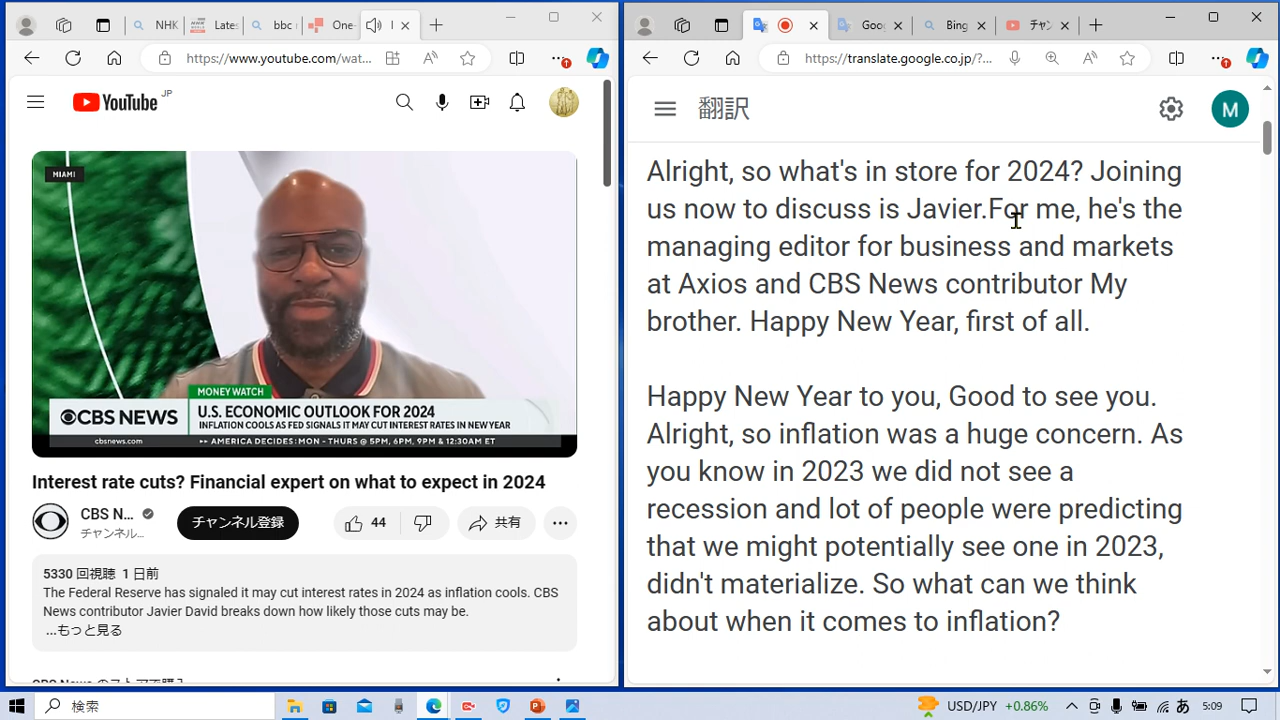 NHK
Lates
bbc
One-
https://www.youtube.com/wat...
YouTube
JP
MIAMI
MONEY WATCH
CBS NEWS
U.S. ECONOMIC OUTLOOK FOR 2024
INFLATION COOLS AS FED SIGNALS IT MAY CUT INTEREST RATES IN NEW YEAR
cbsnews.com
AMERICA DECIDES: MON - THURS @ 5PM, 6PM, 9PM & 12:30AM ET
Interest rate cuts? Financial expert on what to expect in 2024
CBS N...
チャンネル...
チャンネル登録
44
共有
5330 回視聴 1 日前
The Federal Reserve has signaled it may cut interest rates in 2024 as inflation cools. CBS
News contributor Javier David breaks down how likely those cuts may be.
...もっと見る
Goo
Bing
チャン
https://translate.google.co.jp/?...
翻訳
M
Alright, so what's in store for 2024? Joining
us now to discuss is Javier.For me, he's the
managing editor for business and markets
at Axios and CBS News contributor My
brother. Happy New Year, first of all.
Happy New Year to you, Good to see you.
Alright, so inflation was a huge concern. As
you know in 2023 we did not see a
recession and lot of people were predicting
that we might potentially see one in 2023,
didn't materialize. So what can we think
about when it comes to inflation?
検索
USD/JPY +0.86%
あ
5:09